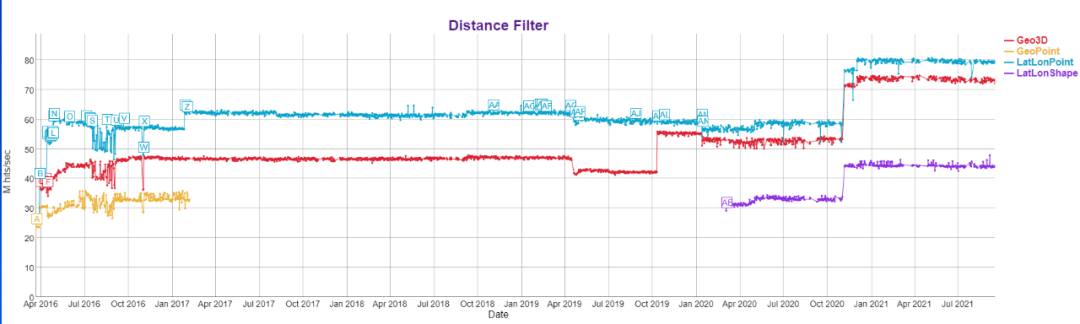 Distance Filter
Geo3D
GeoPoint
LatLonPoint
LatLonShape
M hits/sec
80
70
60
50
40
30
20
10
0
A
B
F
L
N
O
S
T
U
V
X
W
Z
AJ
AE
Apr 2016 Jul 2016 Oct 2016 Jan 2017 Apr 2017 Jul 2017 Oct 2017 Jan 2018 Apr 2018 Jul 2018 Oct 2018 Jan 2019 Apr 2019 Jul 2019 Oct 2019 Jan 2020 Apr 2020 Jul 2020 Oct 2020 Jan 2021 Apr 2021 Jul 2021
Date